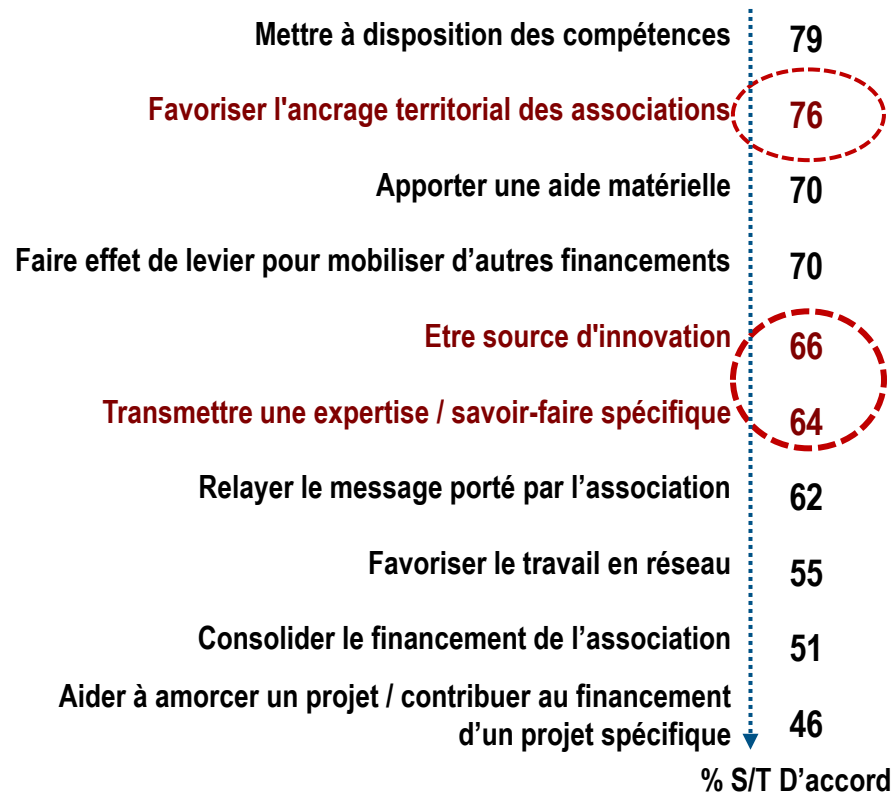 Mettre à disposition des compétences 79
Favoriser l'ancrage territorial des associations 76
Apporter une aide matérielle 70
Faire effet de levier pour mobiliser d’autres financements 70
Etre source d'innovation 66
Transmettre une expertise / savoir-faire spécifique 64
Relayer le message porté par l’association 62
Favoriser le travail en réseau 55
Consolider le financement de l’association 51
Aider à amorcer un projet / contribuer au financement
d’un projet spécifique 46
% S/T D’accord